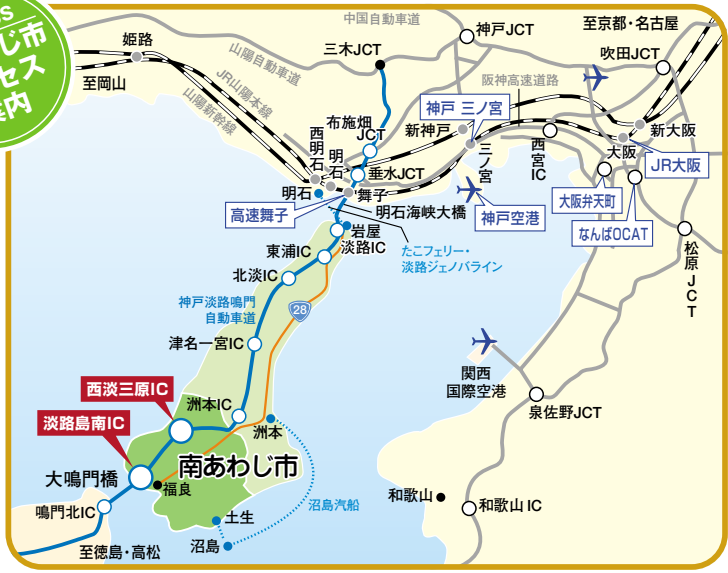 じ市
セス
案内
中国自動車道
神戸JCT
至京都・名古屋
姫路
三木JCT
吹田JCT
山陽自動車道
至岡山
JR山陽本線
山陽新幹線
阪神高速道路
神戸 三ノ宮
布施畑
JCT
新神戸
新大阪
西明石
明石
垂水JCT
三ノ宮
西宮IC
大阪
JR大阪
明石
舞子
大阪弁天町
高速舞子
明石海峡大橋
神戸空港
なんばOCAT
岩屋
淡路IC
東浦IC
たこフェリー・
淡路ジェノバライン
松原JCT
北淡IC
神戸淡路鳴門
自動車道
28
津名一宮IC
関西
国際空港
西淡三原IC
洲本IC
泉佐野JCT
淡路島南IC
洲本
南あわじ市
大鳴門橋
福良
和歌山
和歌山IC
鳴門北IC
沼島汽船
土生
至徳島・高松
沼島